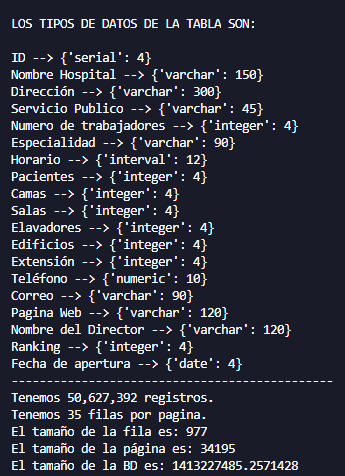 LOS TIPOS DE DATOS DE LA TABLA SON:
ID --> {'serial': 4}
Nombre Hospital --> {'varchar': 150}
Dirección --> {'varchar': 300}
Servicio Publico --> {'varchar': 45}
Numero de trabajadores --> {'integer': 4}
Especialidad --> {'varchar': 90}
Horario --> {'interval': 12}
Pacientes --> {'integer': 4}
Camas --> {'integer': 4}
Salas --> {'integer': 4}
Elavadores --> {'integer': 4}
Edificios --> {'integer': 4}
Extensión --> {'integer': 4}
Teléfono --> {'numeric': 10}
Correo --> {'varchar': 90}
Pagina Web --> {'varchar': 120}
Nombre del Director --> {'varchar': 120}
Ranking --> {'integer': 4}
Fecha de apertura --> {'date': 4}
------------------------------------------------
Tenemos 50,627,392 registros.
Tenemos 35 filas por pagina.
El tamaño de la fila es: 977
El tamaño de la página es: 34195
El tamaño de la BD es: 1413227485.2571428